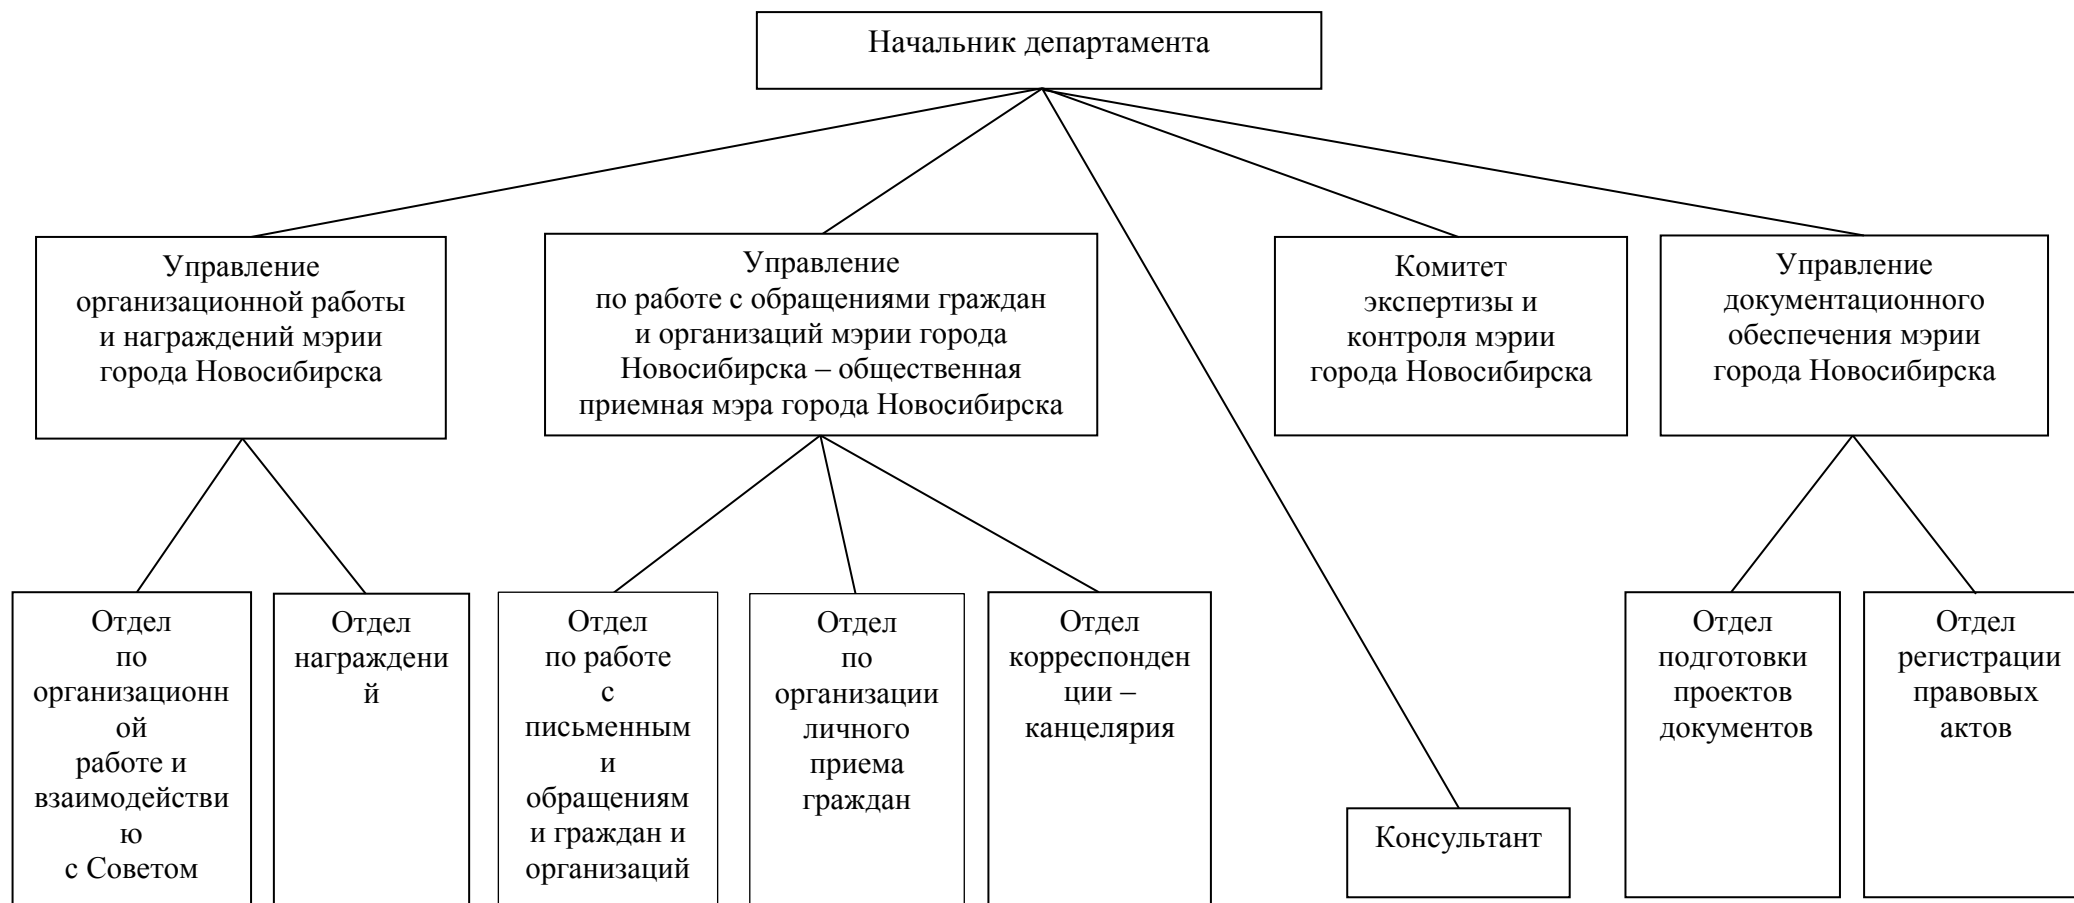 Начальник департамента
Управление
организационной работы
и награждений мэрии
города Новосибирска
Управление
по работе с обращениями граждан
и организаций мэрии города
Новосибирска – общественная
приемная мэра города Новосибирска
Комитет
экспертизы и
контроля мэрии
города Новосибирска
Управление
документационного
обеспечения мэрии
города Новосибирска
Отдел
по
организационн
ой
работе и
взаимодействи
ю
с Советом
Отдел
награждени
й
Отдел
по работе
с
письменным
и
обращениям
и граждан и
организаций
Отдел
по
организации
личного
приема
граждан
Отдел
корреспонден
ции –
канцелярия
Консультант
Отдел
подготовки
проектов
документов
Отдел
регистрации
правовых
актов